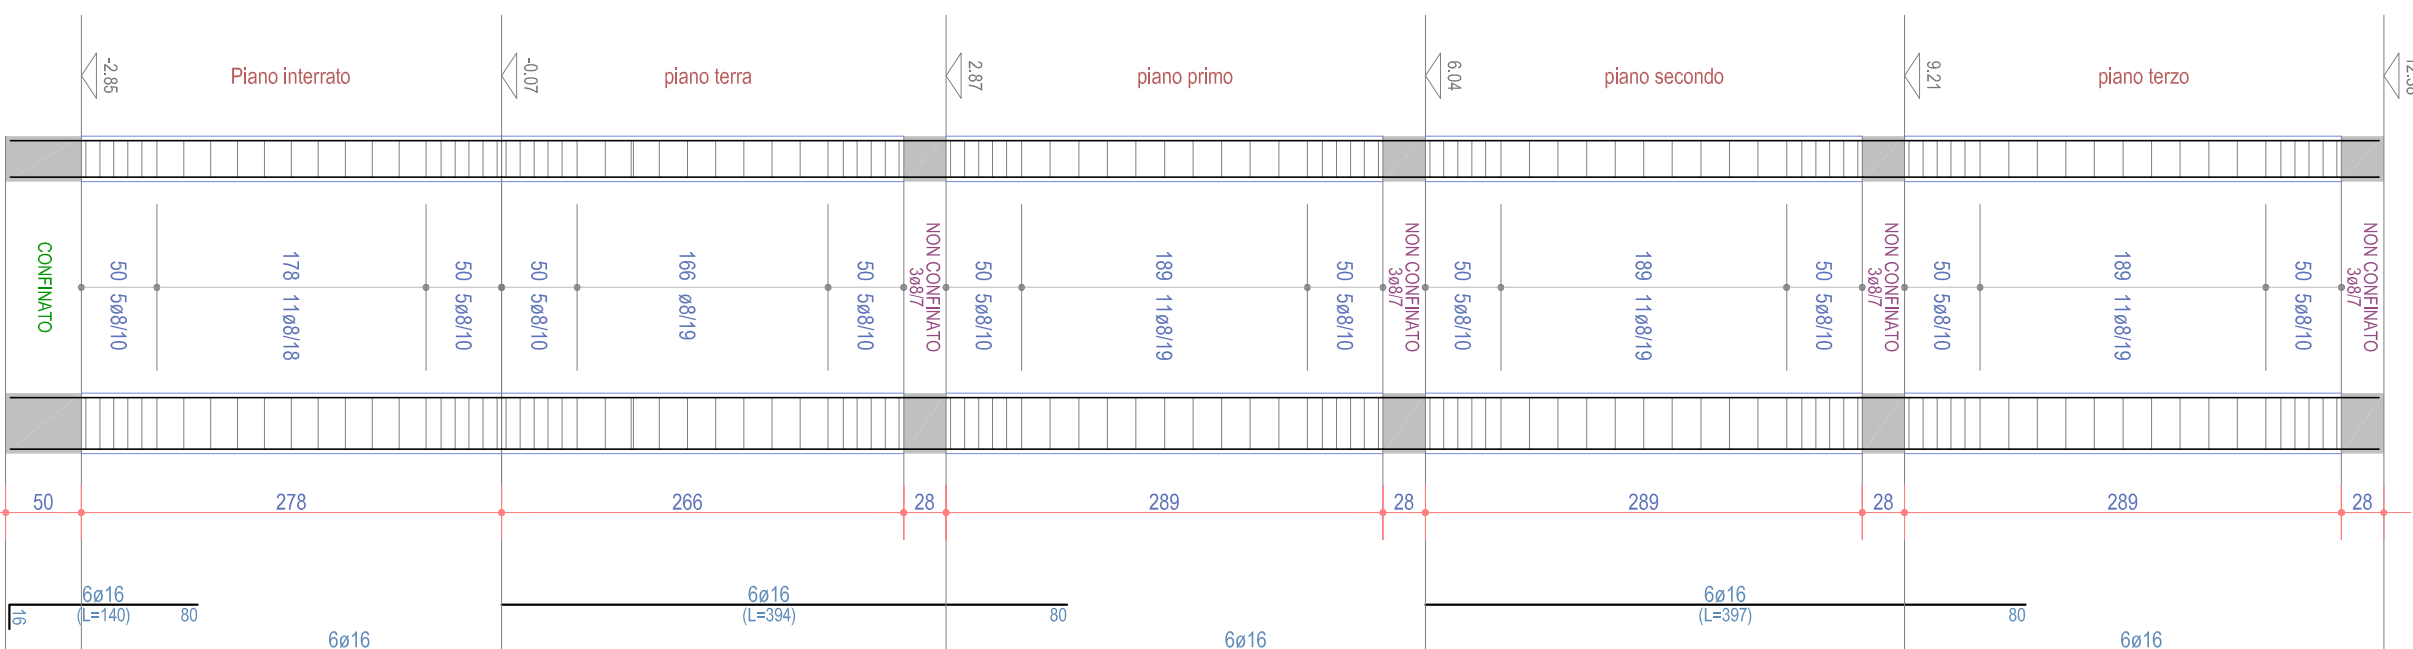 -2.85
Piano interrato
-0.07
piano terra
2.87
piano primo
6.04
piano secondo
9.21
piano terzo
CONFINATO
50 5ø8/10
178 11ø8/18
50 5ø8/10
50 5ø8/10
166 ø8/19
50 5ø8/10
NON CONFINATO
3ø8/7
50 5ø8/10
189 11ø8/19
50 5ø8/10
NON CONFINATO
3ø8/7
50 5ø8/10
189 11ø8/19
50 5ø8/10
NON CONFINATO
3ø8/7
50 5ø8/10
189 11ø8/19
50 5ø8/10
NON CONFINATO
3ø8/7
50 278 266 28 289 28 289 28 289 28
6ø16
(L=140)
80
16
6ø16
6ø16
(L=394)
80
6ø16
6ø16
(L=397)
80
6ø16